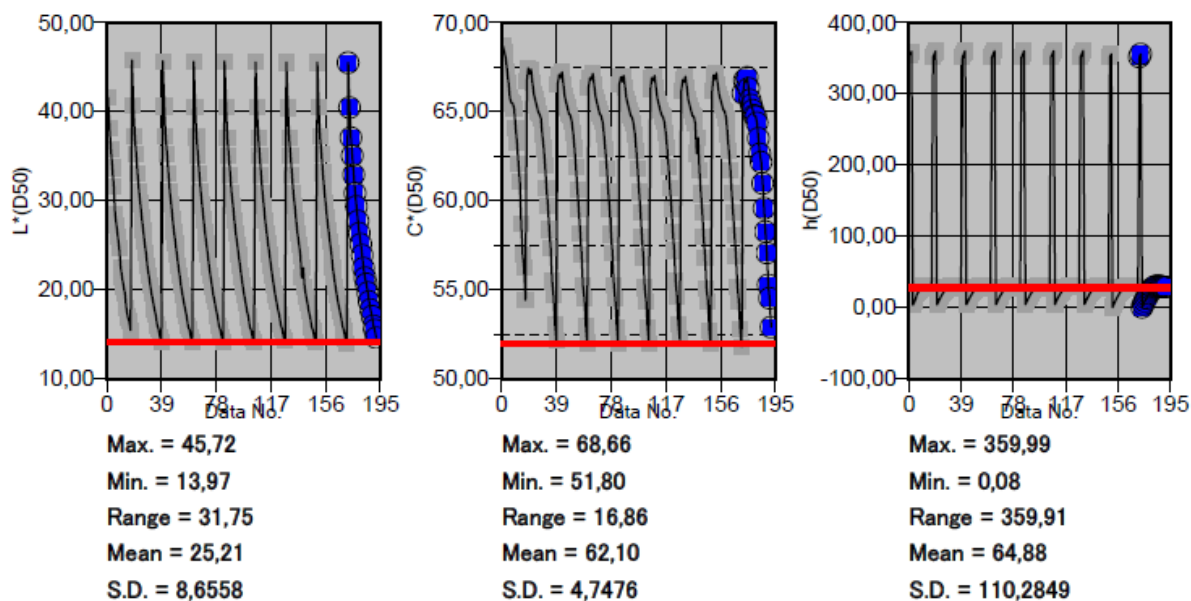 50,00
40,00
30,00
20,00
10,00
L*(D50)
0 39 78 117 156 195
Data No.
Max. = 45,72
Min. = 13,97
Range = 31,75
Mean = 25,21
S.D. = 8,6558
70,00
65,00
60,00
55,00
50,00
C*(D50)
0 39 78 117 156 195
Data No.
Max. = 68,66
Min. = 51,80
Range = 16,86
Mean = 62,10
S.D. = 4,7476
400,00
300,00
200,00
100,00
0,00
-100,00
h(D50)
0 39 78 117 156 195
Data No.
Max. = 359,99
Min. = 0,08
Range = 359,91
Mean = 64,88
S.D. = 110,2849